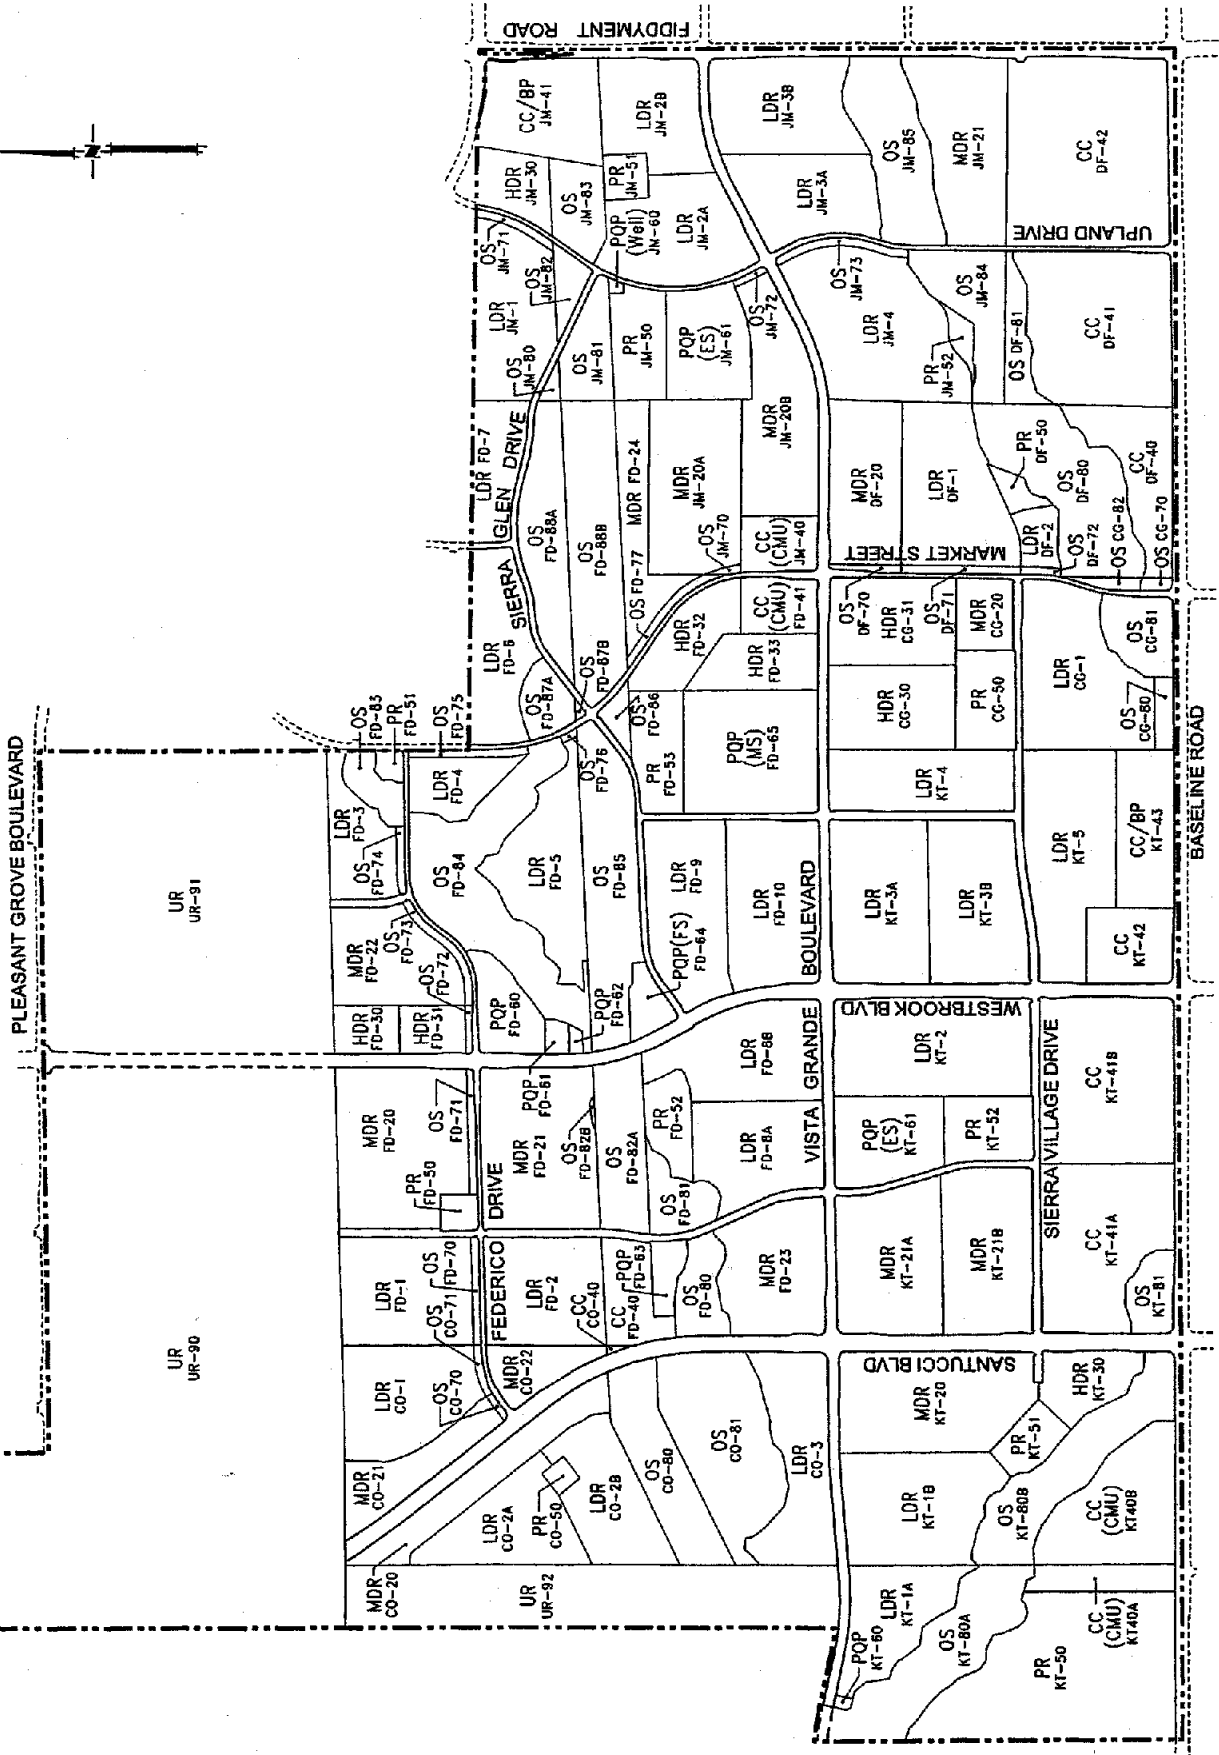 PLEASANT GROVE BOULEVARD
FIDDYMENT ROAD
BASELINE ROAD
N
UR
UR-91
UR
UR-90
UR
UR-92
CC/BP
JM-41
LDR
JM-2B
LDR
JM-3B
HDR
JM-30
OS
JM-83
PR
JM-51
PQP
(Well)
JM-60
LDR
JM-2A
LDR
JM-3A
OS
JM-85
MDR
JM-21
CC
DF-42
OS
JM-71
OS
JM-82
LDR
JM-1
OS
JM-80
OS
JM-81
PR
JM-50
PQP
(ES)
JM-61
OS
JM-72
OS
JM-73
LDR
JM-4
OS
JM-84
PR
JM-52
OS DF-81
CC
DF-41
UPLAND DRIVE
LDR FD-7
GLEN DRIVE
SIERRA
OS
FD-88A
OS
FD-88B
MDR FD-24
MDR
JM-20A
MDR
JM-20B
OS
JM-70
CC
(CMU)
JM-40
MDR
DF-20
LDR
DF-1
PR
DF-50
OS
DF-80
CC
DF-40
LDR
DF-2
OS
DF-72
OS CG-82
OS CG-70
MARKET STREET
LDR
FD-6
OS
FD-87A
OS
FD-87B
OS FD-77
HDR
FD-32
CC
(CMU)
FD-41
HDR
FD-33
OS
DF-70
HDR
CG-31
OS
DF-71
MDR
CG-20
HDR
CG-30
PR
CG-50
LDR
CG-1
OS
CG-81
OS
CG-80
OS
FD-83
PR
FD-51
OS
FD-75
LDR
FD-3
LDR
FD-4
OS
FD-74
OS
FD-76
OS
FD-86
PR
FD-53
PQP
(MS)
FD-65
LDR
KT-4
OS
FD-84
LDR
FD-5
OS
FD-85
LDR
FD-9
LDR
FD-10
LDR
KT-3A
LDR
KT-3B
LDR
KT-5
CC/BP
KT-43
CC
KT-42
MDR
FD-22
OS
FD-73
OS
FD-72
HDR
FD-30
HDR
FD-31
PQP
FD-60
PQP
FD-61
PQP
FD-62
PQP(FS)
FD-64
VISTA GRANDE BOULEVARD
WESTBROOK BLVD
MDR
FD-20
OS
FD-71
PR
FD-50
MDR
FD-21
OS
FD-82B
OS
FD-82A
PR
FD-52
OS
FD-81
LDR
FD-8A
LDR
FD-8B
LDR
KT-2
PQP
(ES)
KT-61
PR
KT-52
CC
KT-41B
SIERRA VILLAGE DRIVE
FEDERICO DRIVE
LDR
FD-1
OS
FD-70
OS
CO-71
LDR
FD-2
CC
CO-40
CC
FD-40
PQP
FD-63
OS
FD-80
MDR
FD-23
MDR
KT-21A
MDR
KT-21B
CC
KT-41A
OS
KT-81
SANTUCCI BLVD
LDR
CO-1
OS
CO-70
MDR
CO-22
MDR
CO-21
MDR
CO-20
LDR
CO-2A
PR
CO-50
LDR
CO-2B
OS
CO-80
OS
CO-81
LDR
CO-3
MDR
KT-20
HDR
KT-30
PR
KT-51
LDR
KT-1B
OS
KT-80B
CC
(CMU)
KT40B
LDR
KT-1A
PQP
KT-60
OS
KT-80A
PR
KT-50
CC
(CMU)
KT40A